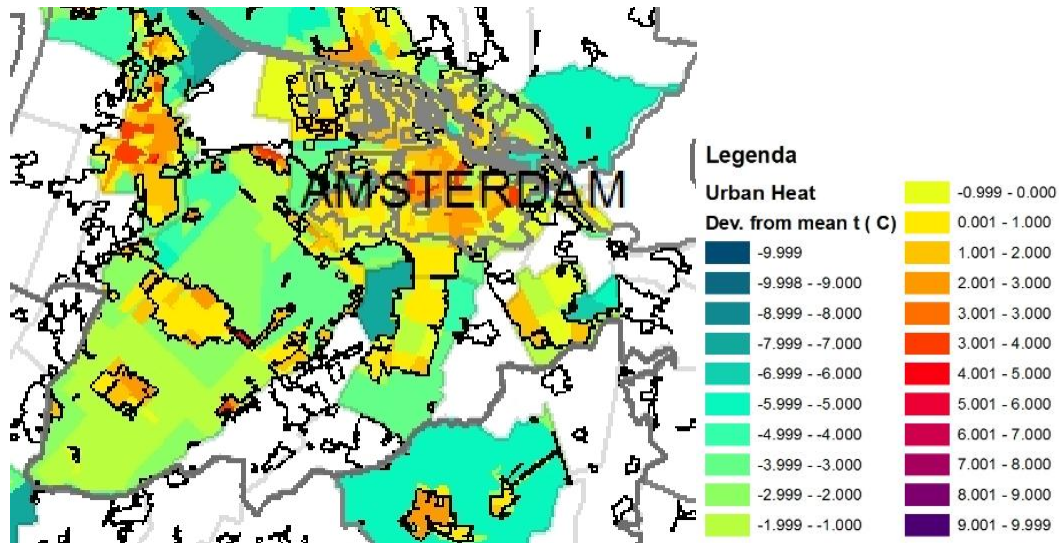 AMSTERDAM
Legenda
Urban Heat
Dev. from mean t ( C)
-9.999
-9.998 - -9.000
-8.999 - -8.000
-7.999 - -7.000
-6.999 - -6.000
-5.999 - -5.000
-4.999 - -4.000
-3.999 - -3.000
-2.999 - -2.000
-1.999 - -1.000
-0.999 - 0.000
0.001 - 1.000
1.001 - 2.000
2.001 - 3.000
3.001 - 3.000
3.001 - 4.000
4.001 - 5.000
5.001 - 6.000
6.001 - 7.000
7.001 - 8.000
8.001 - 9.000
9.001 - 9.999